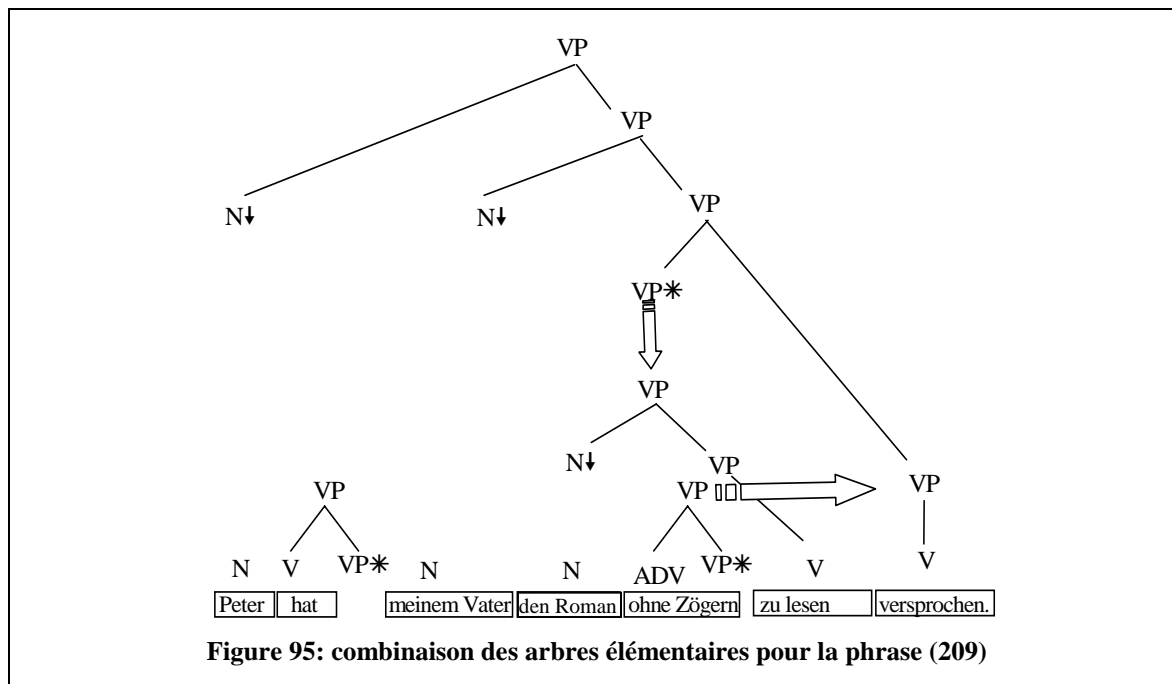 VP
VP
N↓ N↓ VP
VP*
VP
N↓ VP
VP VP VP
N V VP* N N ADV VP* V V
Peter hat meinem Vater den Roman ohne Zögern zu lesen versprochen.
Figure 95: combinaison des arbres élémentaires pour la phrase (209)